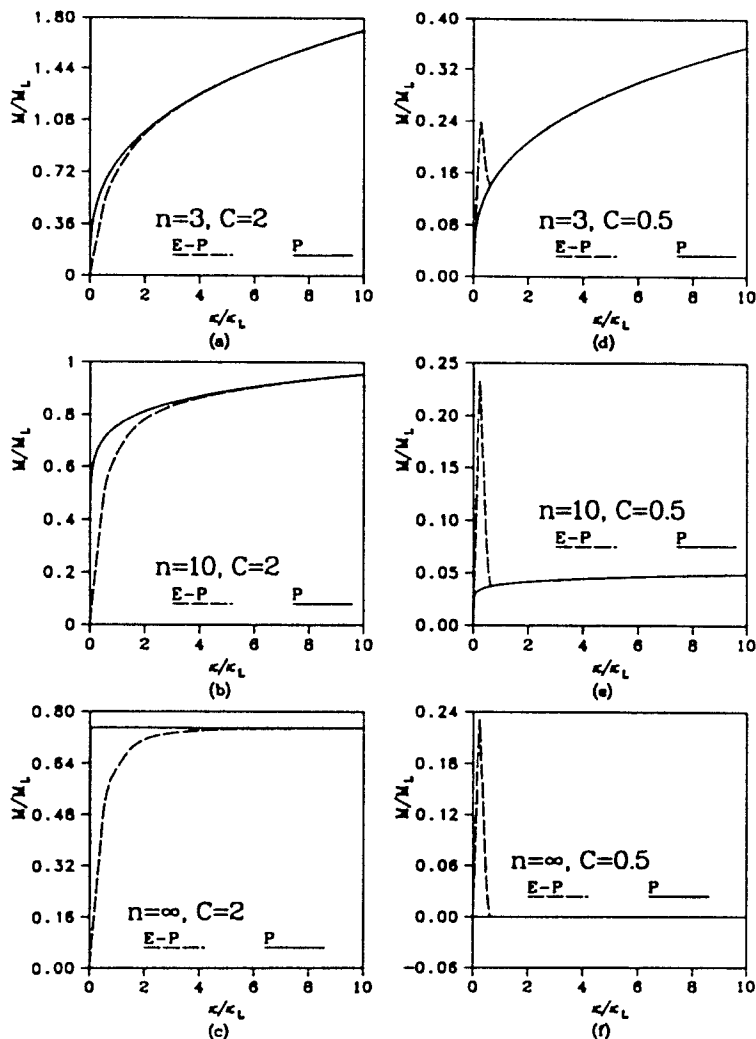 1.80
1.44
1.08
0.72
0.36
0
M/M_L
n=3, C=2
E-P P
0 2 4 6 8 10
κ/κ_L
(a)
0.40
0.32
0.24
0.16
0.08
0.00
M/M_L
n=3, C=0.5
E-P P
0 2 4 6 8 10
κ/κ_L
(d)
1
0.8
0.6
0.4
0.2
0
M/M_L
n=10, C=2
E-P P
0 2 4 6 8 10
κ/κ_L
(b)
0.25
0.20
0.15
0.10
0.05
0.00
M/M_L
n=10, C=0.5
E-P P
0 2 4 6 8 10
κ/κ_L
(e)
0.80
0.64
0.48
0.32
0.16
0.00
M/M_L
n=∞, C=2
E-P P
0 2 4 6 8 10
κ/κ_L
(c)
0.24
0.18
0.12
0.06
0.00
-0.06
M/M_L
n=∞, C=0.5
E-P P
0 2 4 6 8 10
κ/κ_L
(f)